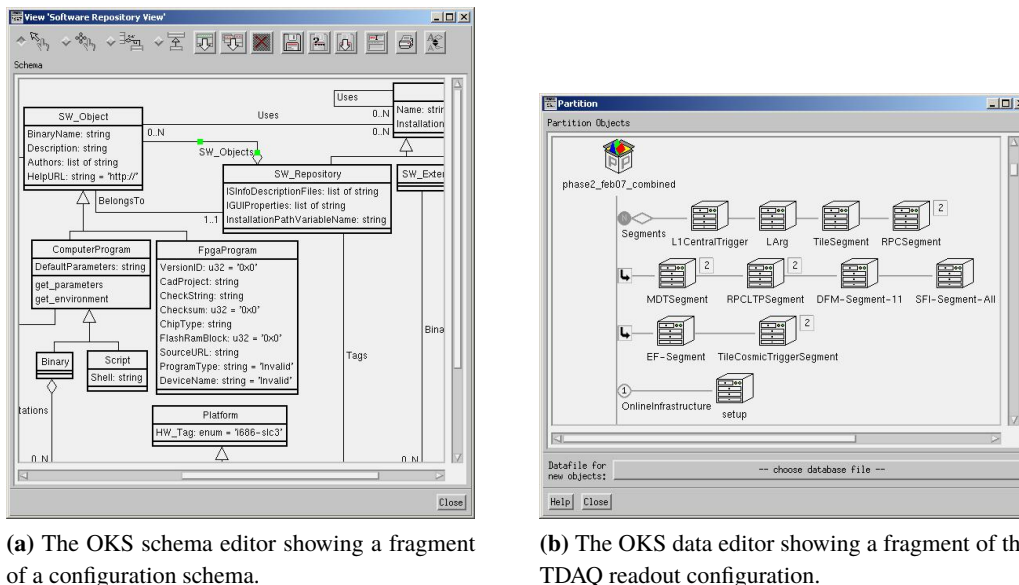 View 'Software Repository View'
Schema
Uses
SW_Object
Uses
0..N
Name: strin
BinaryName: string
0..N
0..N
Installation
Description: string
SW_Objects
Authors: list of string
HelpURL: string = "http://"
SW_Repository
SW_Exter
ISInfoDescriptionFiles: list of string
BelongsTo
IGUIProperties: list of string
1..1
InstallationPathVariableName: string
ComputerProgram
FpgaProgram
DefaultParameters: string
VersionID: u32 = "0x0"
get_parameters
CadProject: string
get_environment
CheckString: string
Checksum: u32 = "0x0"
ChipType: string
FlashRamBlock: u32 = "0x0"
Bina
Binary
Script
SourceURL: string
Tags
Shell: string
ProgramType: string = "Invalid"
DeviceName: string = "Invalid"
tations
Platform
HW_Tag: enum = "i686-slc3"
0..N
0..N
Close
(a) The OKS schema editor showing a fragment
of a configuration schema.
Partition
Partition Objects
phase2_feb07_combined
N
2
Segments
L1CentralTrigger
LArg
TileSegment
RPCSegment
2
2
MDTSegment
RPCLTPSegment
DFM-Segment-11
SFI-Segment-All
2
EF-Segment
TileCosmicTriggerSegment
1
OnlineInfrastructure
setup
Datafile for
new objects:
-- choose database file --
Help
Close
(b) The OKS data editor showing a fragment of th
TDAQ readout configuration.